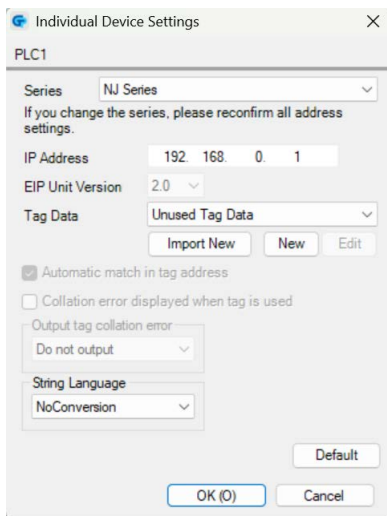 Individual Device Settings
PLC1
Series NJ Series
If you change the series, please reconfirm all address
settings.
IP Address 192. 168. 0. 1
EIP Unit Version 2.0
Tag Data Unused Tag Data
Import New New Edit
Automatic match in tag address
Collation error displayed when tag is used
Output tag collation error
Do not output
String Language
NoConversion
Default
OK (O) Cancel